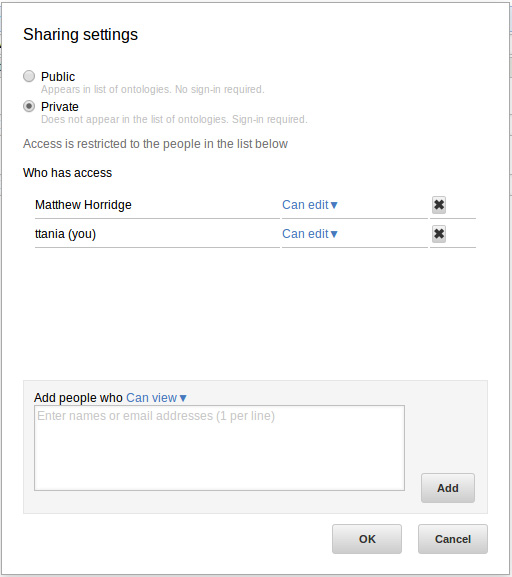 Sharing settings
Public
Appears in list of ontologies. No sign-in required.
Private
Does not appear in the list of ontologies. Sign-in required.
Access is restricted to the people in the list below
Who has access
Matthew Horridge Can edit▼ ✖
ttania (you) Can edit▼ ✖
Add people who Can view▼
Enter names or email addresses (1 per line)
Add
OK Cancel